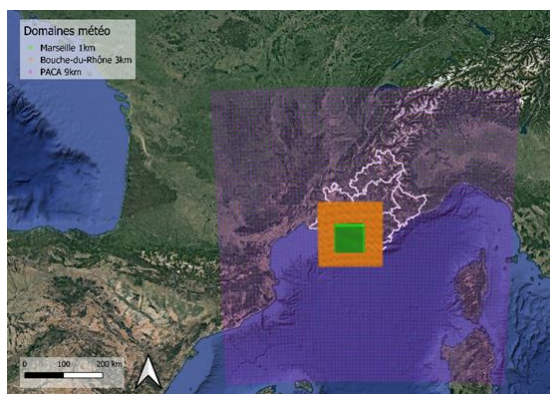 Domaines météo
Marseille 1km
Bouche-du-Rhône 3km
PACA 9km
0 100 200 km